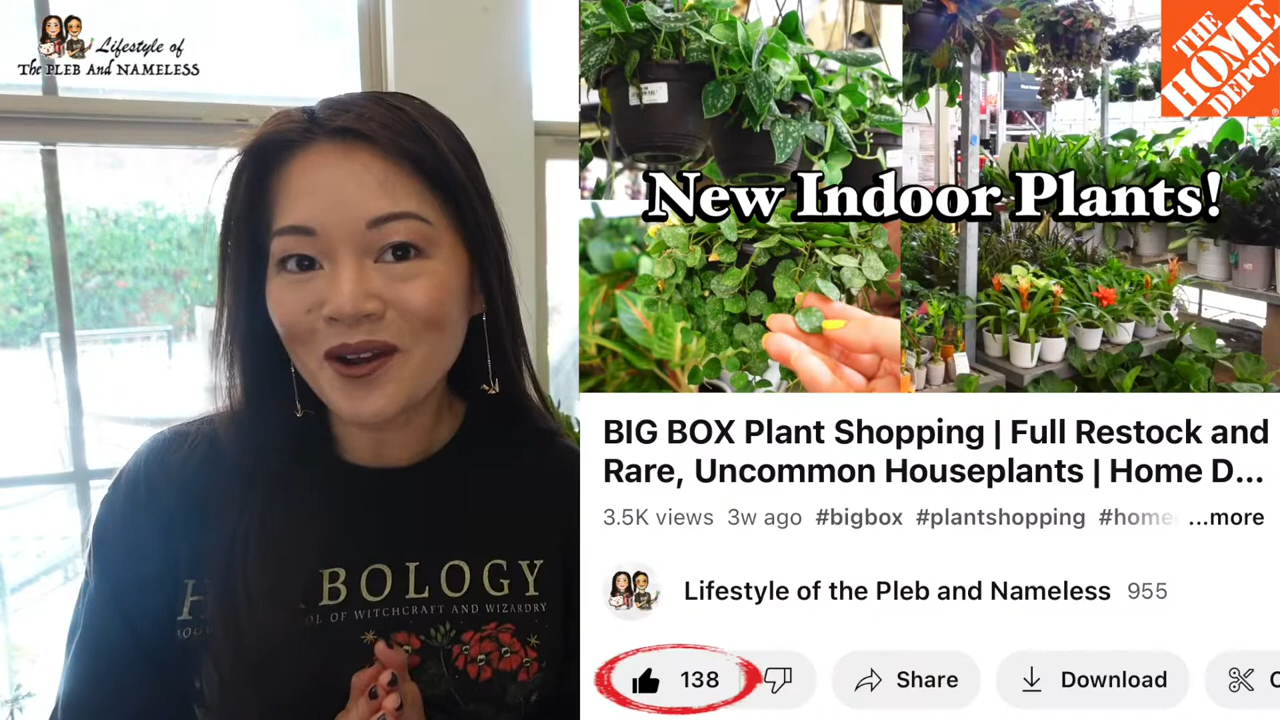 Lifestyle of
The PLEB And NAMELESS
THE
HOME
DEPOT
New Indoor Plants!
BIG BOX Plant Shopping | Full Restock and
Rare, Uncommon Houseplants | Home D...
3.5K views 3w ago #bigbox #plantshopping #home ...more
Lifestyle of the Pleb and Nameless 955
138 Share Download
H BOLOGY
OL OF WITCHCRAFT AND WIZARDRY